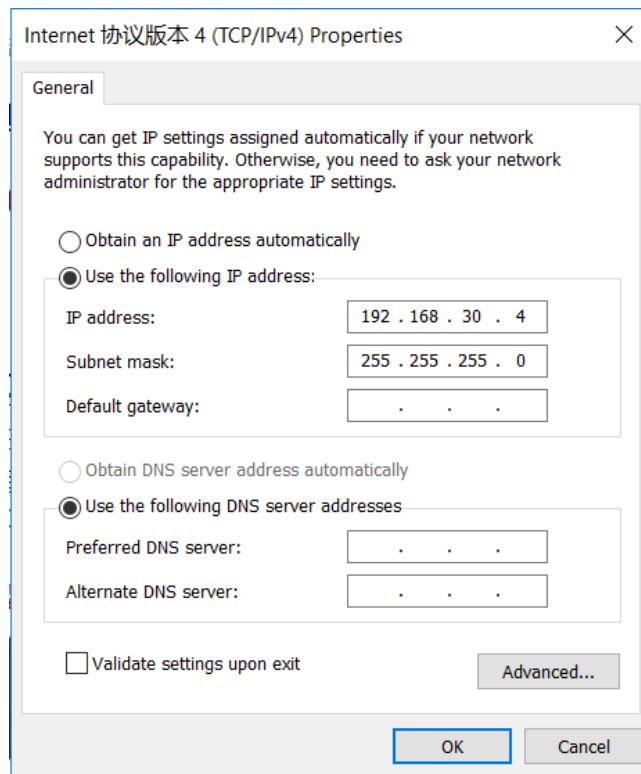 Internet 协议版本 4 (TCP/IPv4) Properties
General
You can get IP settings assigned automatically if your network
supports this capability. Otherwise, you need to ask your network
administrator for the appropriate IP settings.
Obtain an IP address automatically
Use the following IP address:
IP address: 192 . 168 . 30 . 4
Subnet mask: 255 . 255 . 255 . 0
Default gateway: . . .
Obtain DNS server address automatically
Use the following DNS server addresses
Preferred DNS server: . . .
Alternate DNS server: . . .
Validate settings upon exit
Advanced...
OK Cancel